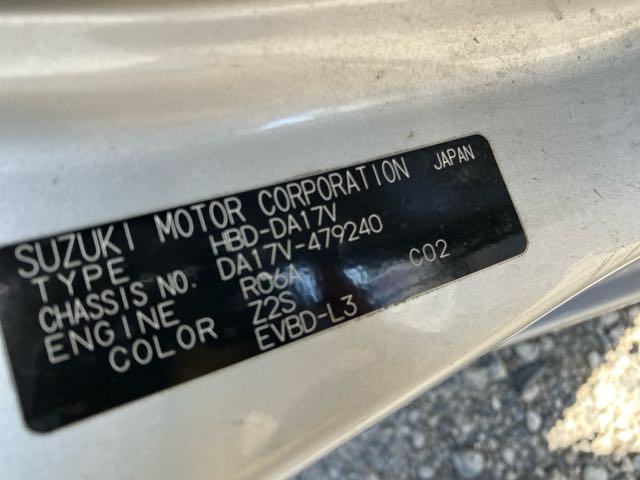 SUZUKI MOTOR CORPORATION JAPAN
TYPE HBD-DA17V
CHASSIS NO. DA17V-479240
ENGINE R06A
COLOR Z2S C02
EVBD-L3